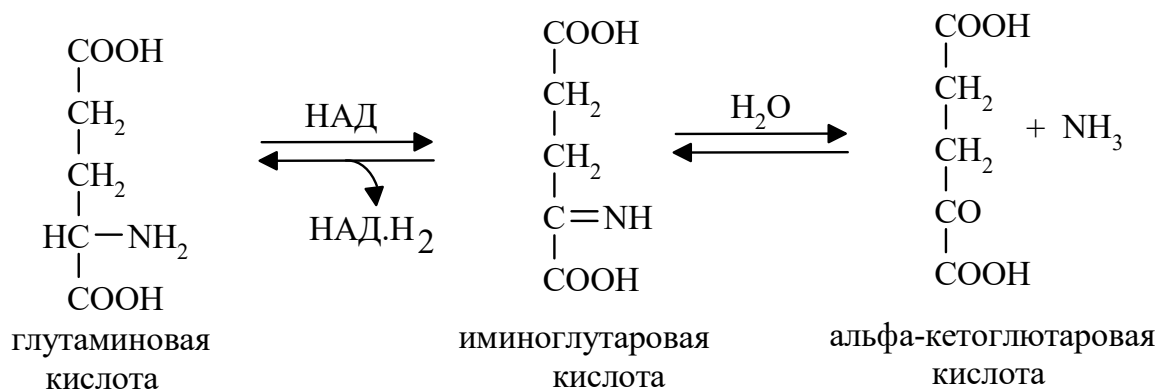 COOH
CH₂
CH₂
HC—NH₂
COOH
глутаминовая
кислота
НАД
НАД.Н₂
COOH
CH₂
CH₂
C=NH
COOH
иминоглутаровая
кислота
H₂O
COOH
CH₂
CH₂
CO
COOH
+ NH₃
альфа-кетоглютаровая
кислота